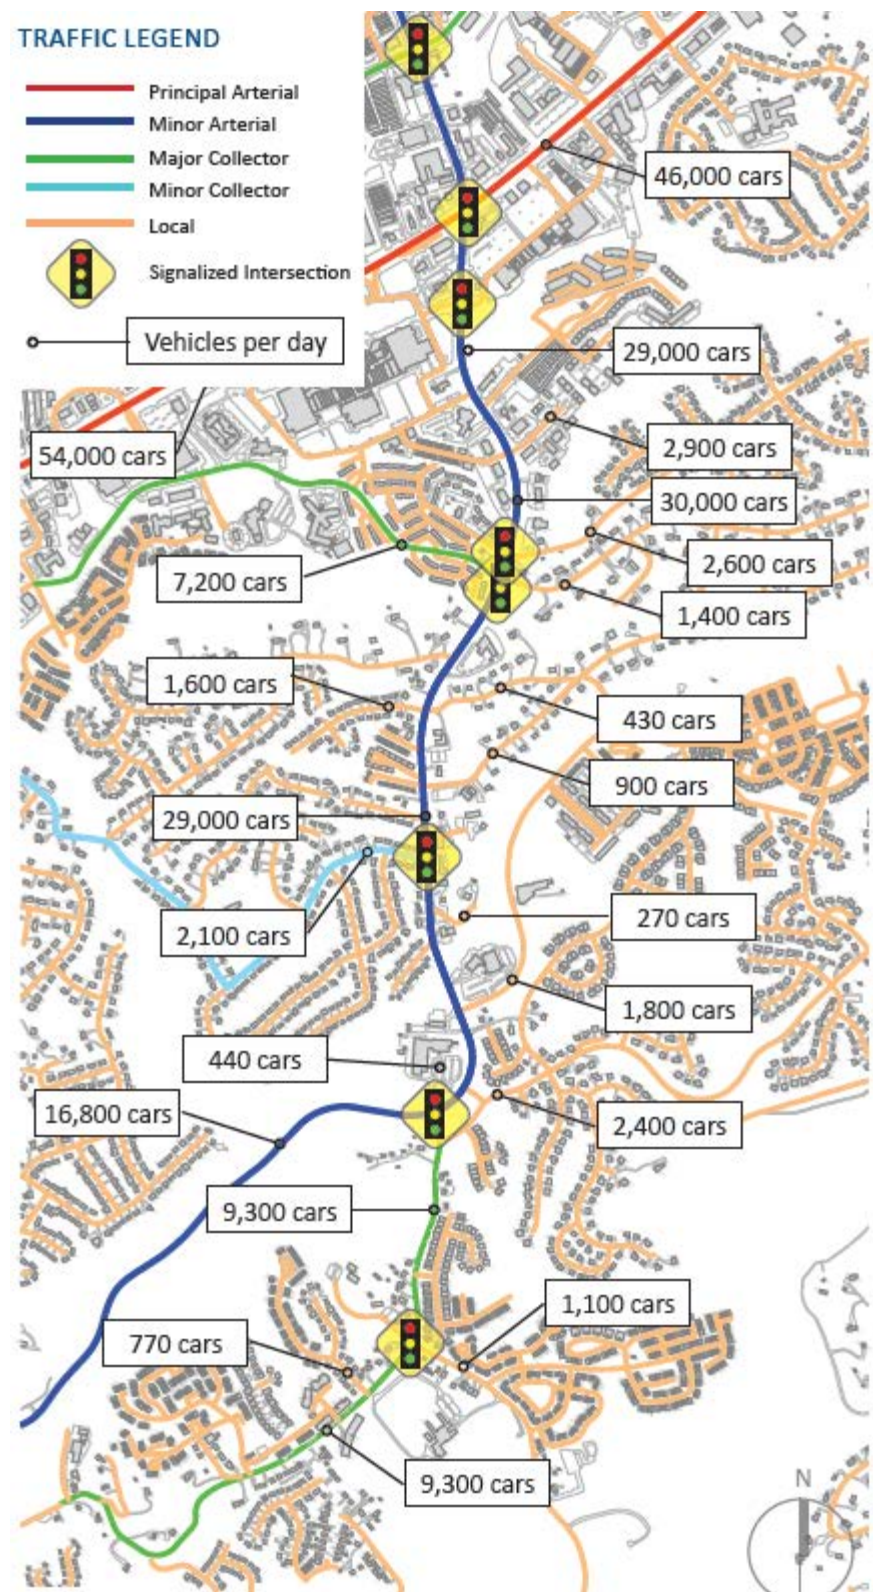 TRAFFIC LEGEND
Principal Arterial
Minor Arterial
Major Collector
Minor Collector
Local
Signalized Intersection
Vehicles per day
46,000 cars
29,000 cars
54,000 cars
2,900 cars
30,000 cars
2,600 cars
7,200 cars
1,400 cars
1,600 cars
430 cars
900 cars
29,000 cars
2,100 cars
270 cars
1,800 cars
440 cars
16,800 cars
2,400 cars
9,300 cars
1,100 cars
770 cars
9,300 cars
N